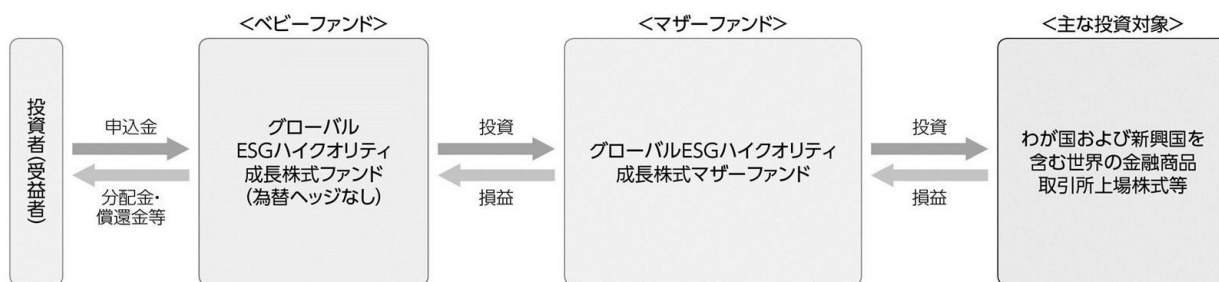 <ベビーファンド>
<マザーファンド>
<主な投資対象>
投資者(受益者)
申込金
分配金・
償還金等
グローバル
ESGハイクオリティ
成長株式ファンド
(為替ヘッジなし)
投資
損益
グローバルESGハイクオリティ
成長株式マザーファンド
投資
損益
わが国および新興国を
含む世界の金融商品
取引所上場株式等